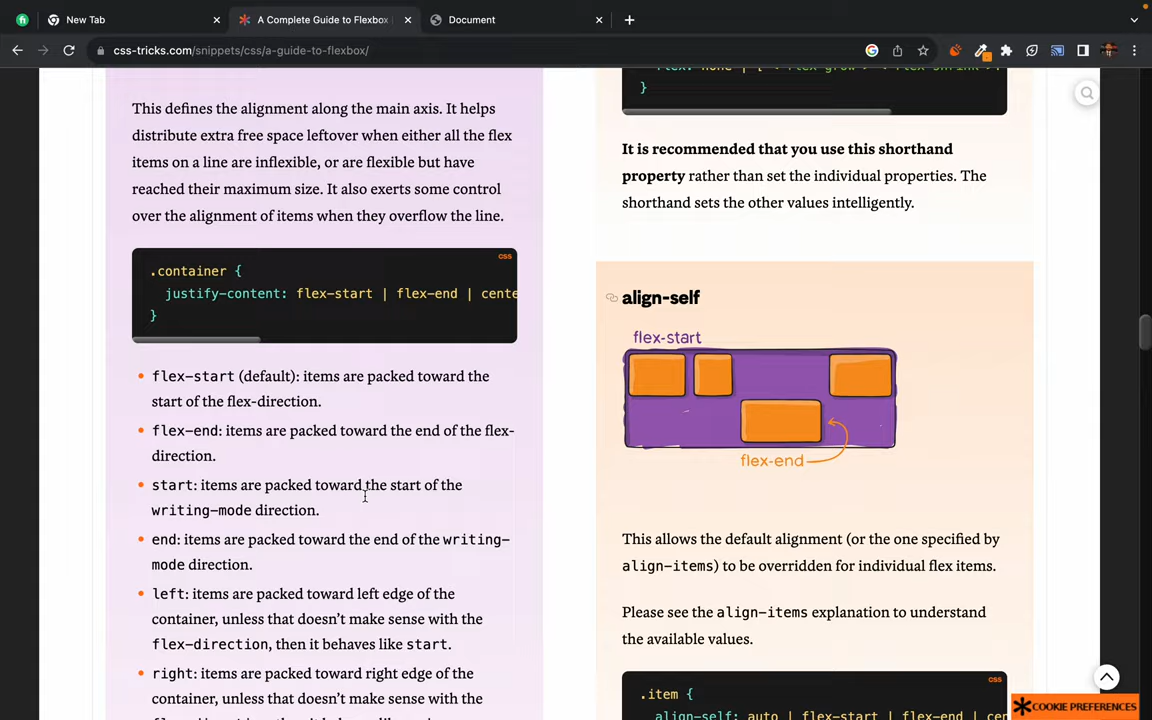 New Tab
A Complete Guide to Flexbox
Document
css-tricks.com/snippets/css/a-guide-to-flexbox/
This defines the alignment along the main axis. It helps
distribute extra free space leftover when either all the flex
items on a line are inflexible, or are flexible but have
reached their maximum size. It also exerts some control
over the alignment of items when they overflow the line.
CSS
.container {
justify-content: flex-start | flex-end | cente
}
flex-start (default): items are packed toward the
start of the flex-direction.
flex-end: items are packed toward the end of the flex-
direction.
start: items are packed toward the start of the
writing-mode direction.
end: items are packed toward the end of the writing-
mode direction.
left: items are packed toward left edge of the
container, unless that doesn’t make sense with the
flex-direction, then it behaves like start.
right: items are packed toward right edge of the
container, unless that doesn’t make sense with the
}
It is recommended that you use this shorthand
property rather than set the individual properties. The
shorthand sets the other values intelligently.
align-self
flex-start
flex-end
This allows the default alignment (or the one specified by
align-items) to be overridden for individual flex items.
Please see the align-items explanation to understand
the available values.
CSS
.item {
align-self: auto | flex-start | flex-end | cen
COOKIE PREFERENCES